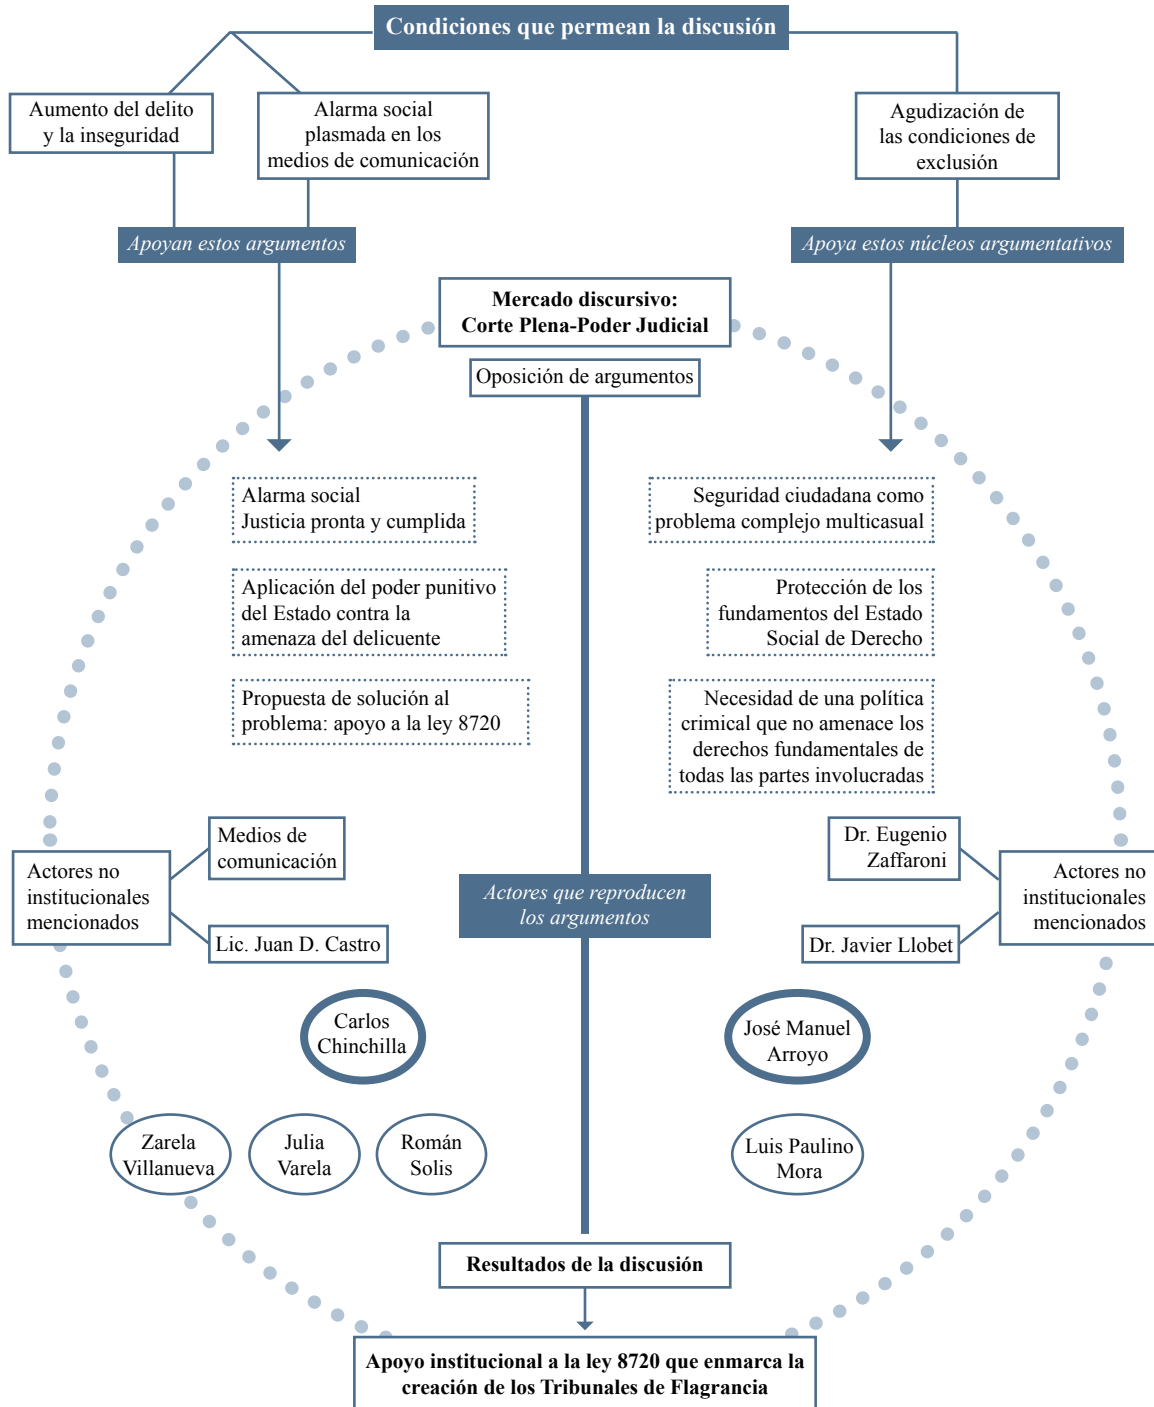 Condiciones que permean la discusión
Aumento del delito
y la inseguridad
Alarma social
plasmada en los
medios de comunicación
Agudización de
las condiciones de
exclusión
Apoyan estos argumentos
Apoya estos núcleos argumentativos
Mercado discursivo:
Corte Plena-Poder Judicial
Oposición de argumentos
Alarma social
Justicia pronta y cumplida
Aplicación del poder punitivo
del Estado contra la
amenaza del delicuente
Propuesta de solución al
problema: apoyo a la ley 8720
Seguridad ciudadana como
problema complejo multicasual
Protección de los
fundamentos del Estado
Social de Derecho
Necesidad de una política
crimical que no amenace los
derechos fundamentales de
todas las partes involucradas
Actores no
institucionales
mencionados
Medios de
comunicación
Lic. Juan D. Castro
Actores que reproducen
los argumentos
Dr. Eugenio
Zaffaroni
Dr. Javier Llobet
Actores no
institucionales
mencionados
Carlos
Chinchilla
José Manuel
Arroyo
Zarela
Villanueva
Julia
Varela
Román
Solis
Luis Paulino
Mora
Resultados de la discusión
Apoyo institucional a la ley 8720 que enmarca la
creación de los Tribunales de Flagrancia